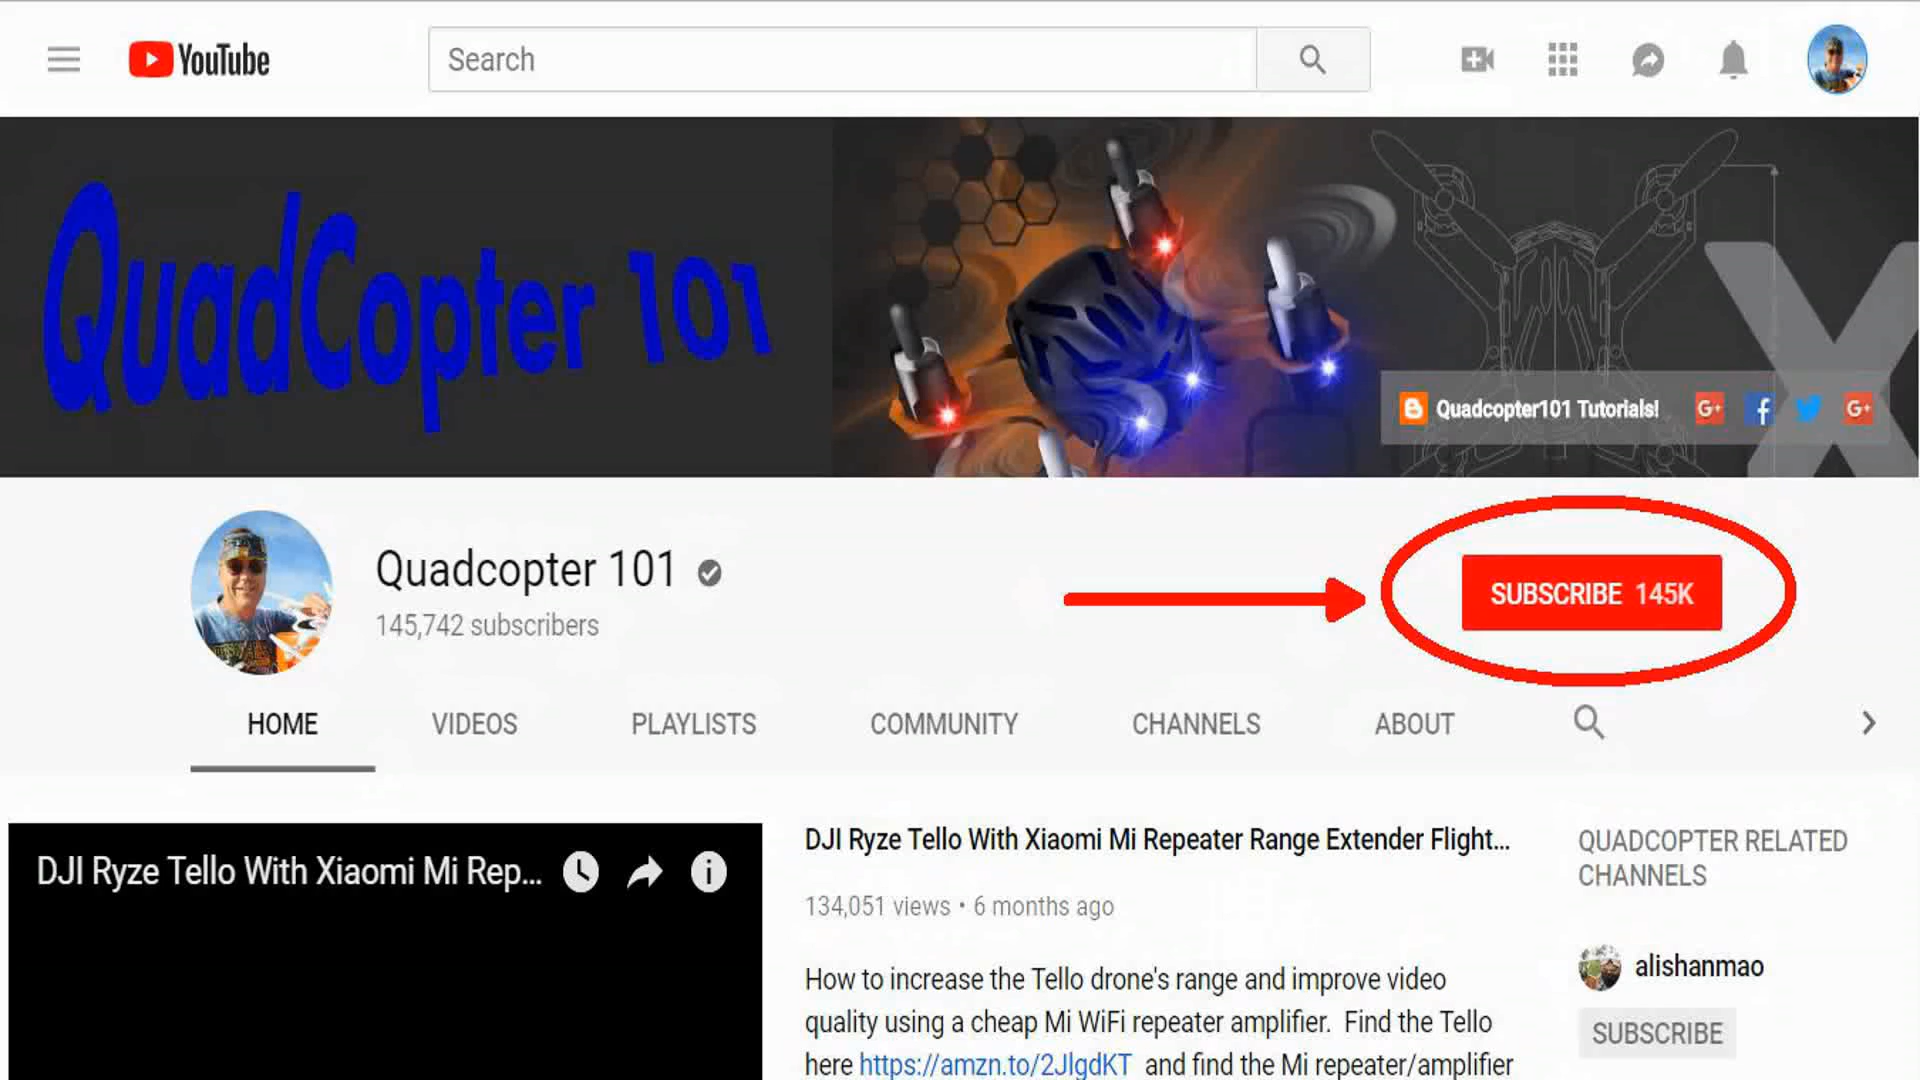 YouTube
Search
QuadCopter 101
X
Quadcopter101 Tutorials!
Quadcopter 101
145,742 subscribers
SUBSCRIBE 145K
HOME VIDEOS PLAYLISTS COMMUNITY CHANNELS ABOUT
DJI Ryze Tello With Xiaomi Mi Rep...
DJI Ryze Tello With Xiaomi Mi Repeater Range Extender Flight...
134,051 views • 6 months ago
How to increase the Tello drone's range and improve video
quality using a cheap Mi WiFi repeater amplifier. Find the Tello
here https://amzn.to/2JlgdKT and find the Mi repeater/amplifier
QUADCOPTER RELATED
CHANNELS
alishanmao
SUBSCRIBE